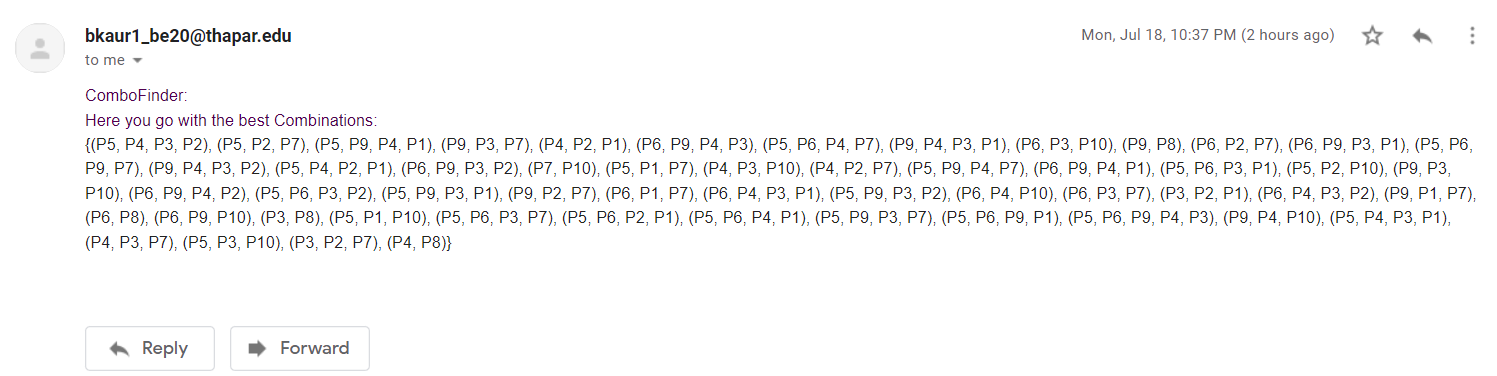 bkaur1_be20@thapar.edu Mon, Jul 18, 10:37 PM (2 hours ago)
to me
ComboFinder:
Here you go with the best Combinations:
{(P5, P4, P3, P2), (P5, P2, P7), (P5, P9, P4, P1), (P9, P3, P7), (P4, P2, P1), (P6, P9, P4, P3), (P5, P6, P4, P7), (P9, P4, P3, P1), (P6, P3, P10), (P9, P8), (P6, P2, P7), (P6, P9, P3, P1), (P5, P6,
P9, P7), (P9, P4, P3, P2), (P5, P4, P2, P1), (P6, P9, P3, P2), (P7, P10), (P5, P1, P7), (P4, P3, P10), (P4, P2, P7), (P5, P9, P4, P7), (P6, P9, P4, P1), (P5, P6, P3, P1), (P5, P2, P10), (P9, P3,
P10), (P6, P9, P4, P2), (P5, P6, P3, P2), (P5, P9, P3, P1), (P9, P2, P7), (P6, P1, P7), (P6, P4, P3, P1), (P5, P9, P3, P2), (P6, P4, P10), (P6, P3, P7), (P3, P2, P1), (P6, P4, P3, P2), (P9, P1, P7),
(P6, P8), (P6, P9, P10), (P3, P8), (P5, P1, P10), (P5, P6, P3, P7), (P5, P6, P2, P1), (P5, P6, P4, P1), (P5, P9, P3, P7), (P5, P6, P9, P1), (P5, P6, P9, P4, P3), (P9, P4, P10), (P5, P4, P3, P1),
(P4, P3, P7), (P5, P3, P10), (P3, P2, P7), (P4, P8)}
Reply Forward